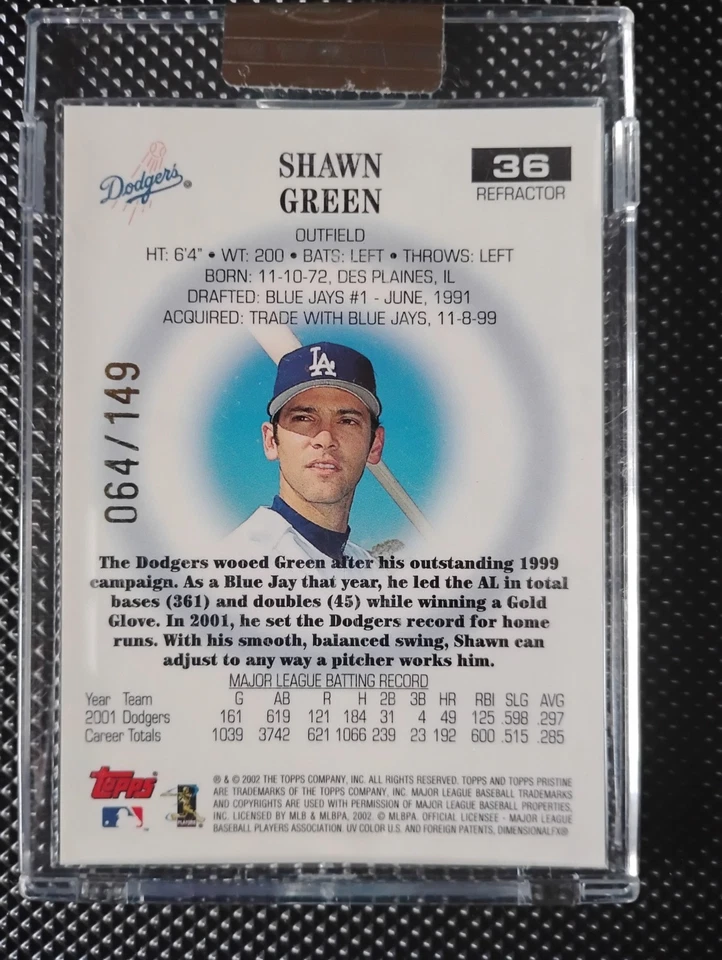 Dodgers®
SHAWN
GREEN
36
REFRACTOR
OUTFIELD
HT: 6'4" • WT: 200 • BATS: LEFT • THROWS: LEFT
BORN: 11-10-72, DES PLAINES, IL
DRAFTED: BLUE JAYS #1 - JUNE, 1991
ACQUIRED: TRADE WITH BLUE JAYS, 11-8-99
LA
064/149
The Dodgers wooed Green after his outstanding 1999
campaign. As a Blue Jay that year, he led the AL in total
bases (361) and doubles (45) while winning a Gold
Glove. In 2001, he set the Dodgers record for home
runs. With his smooth, balanced swing, Shawn can
adjust to any way a pitcher works him.
MAJOR LEAGUE BATTING RECORD
Year Team G AB R H 2B 3B HR RBI SLG AVG
2001 Dodgers 161 619 121 184 31 4 49 125 .598 .297
Career Totals 1039 3742 621 1066 239 23 192 600 .515 .285
topps
PLAYERS
® & © 2002 THE TOPPS COMPANY, INC. ALL RIGHTS RESERVED. TOPPS AND TOPPS PRISTINE
ARE TRADEMARKS OF THE TOPPS COMPANY, INC. MAJOR LEAGUE BASEBALL TRADEMARKS
AND COPYRIGHTS ARE USED WITH PERMISSION OF MAJOR LEAGUE BASEBALL PROPERTIES,
INC. LICENSED BY MLB & MLBPA, 2002. © MLBPA. OFFICIAL LICENSEE - MAJOR LEAGUE
BASEBALL PLAYERS ASSOCIATION. UV COLOR U.S. AND FOREIGN PATENTS, DIMENSIONALFX®